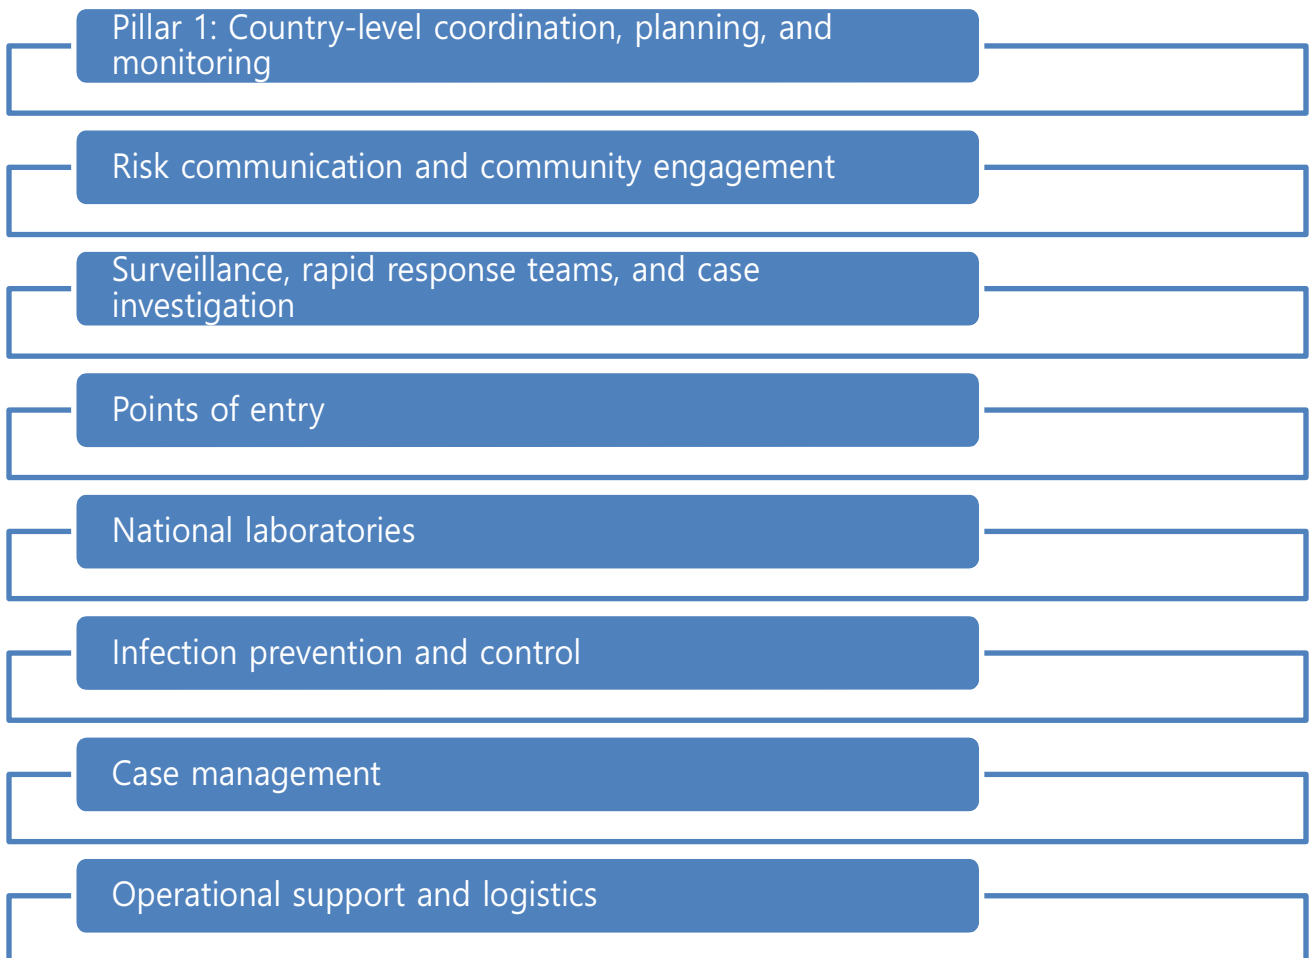 Pillar 1: Country-level coordination, planning, and
monitoring
Risk communication and community engagement
Surveillance, rapid response teams, and case
investigation
Points of entry
National laboratories
Infection prevention and control
Case management
Operational support and logistics